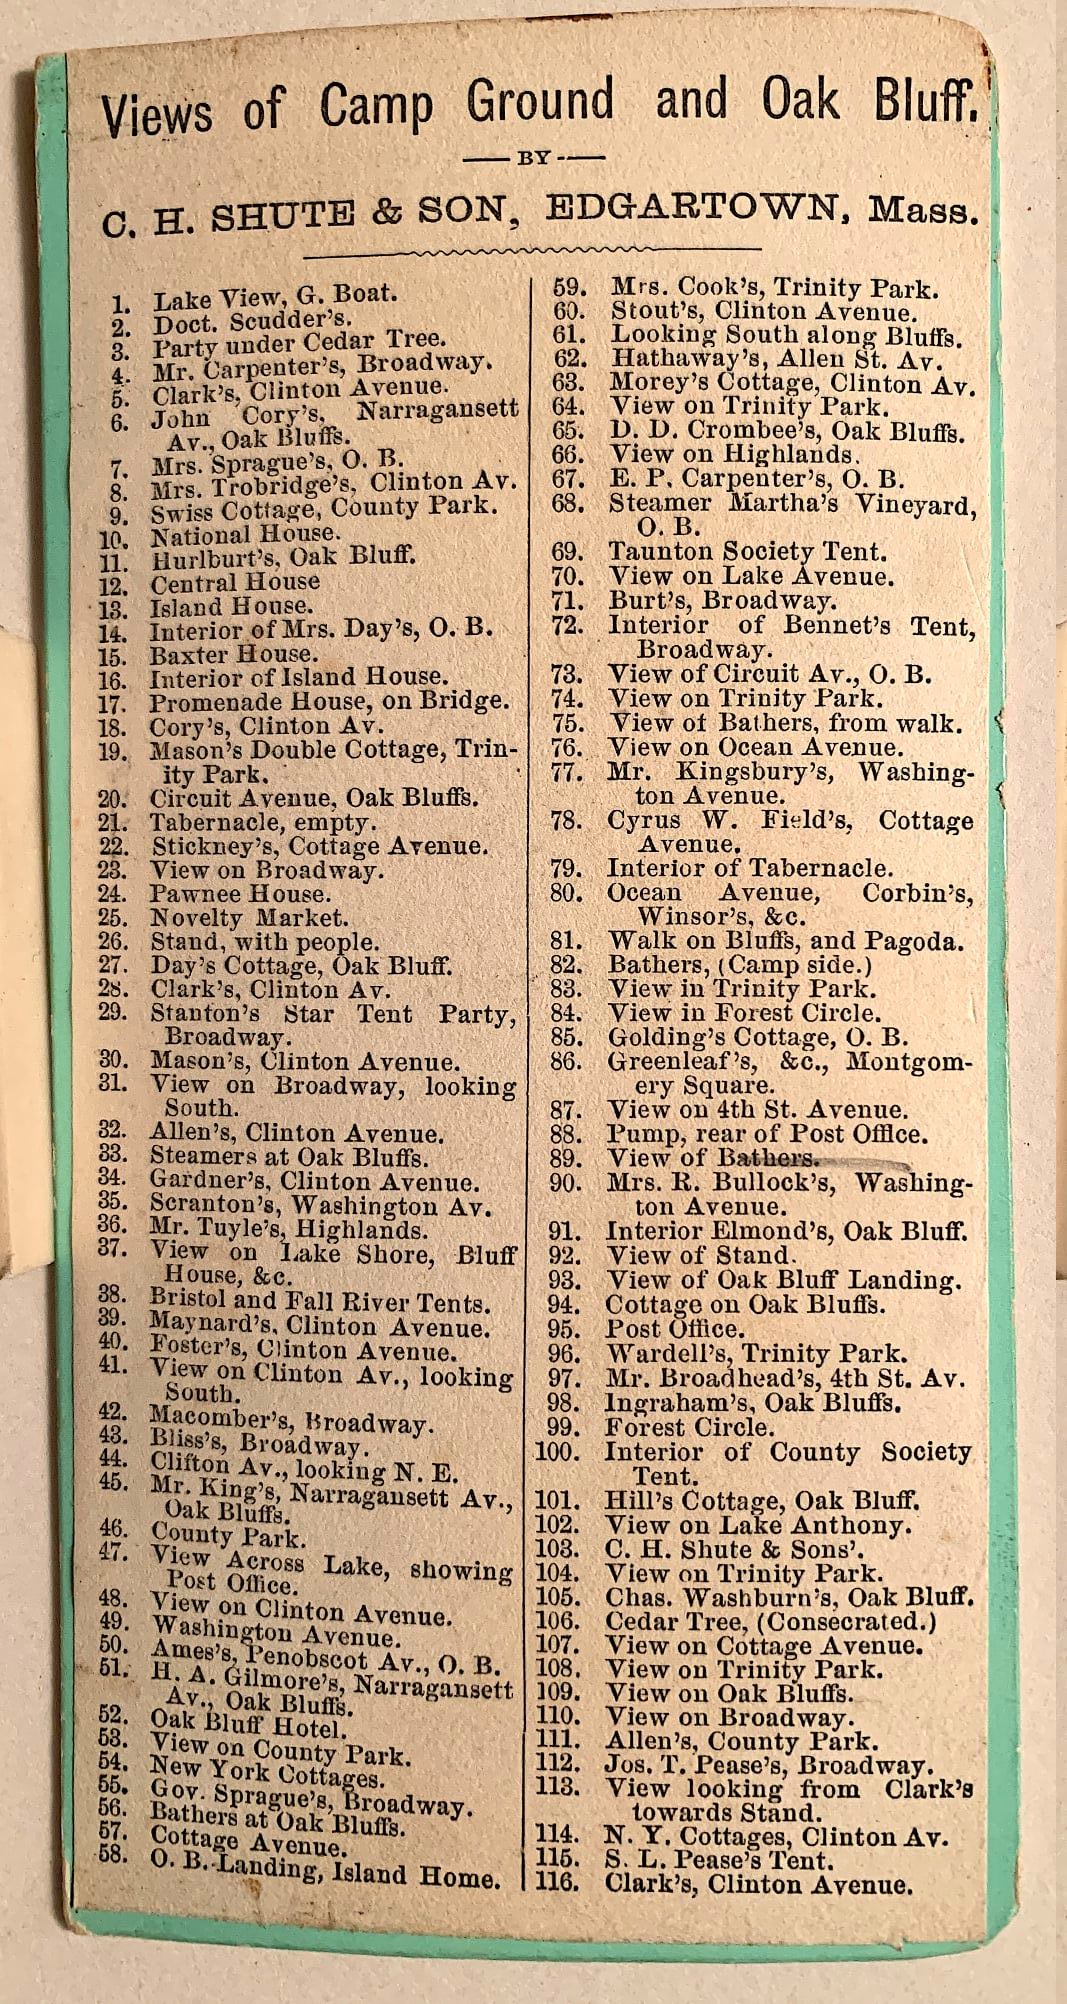 Views of Camp Ground and Oak Bluff.
BY
C. H. SHUTE & SON, EDGARTOWN, Mass.
1. Lake View, G. Boat.
2. Doct. Scudder's.
3. Party under Cedar Tree.
4. Mr. Carpenter's, Broadway.
5. Clark's, Clinton Avenue.
6. John Cory's, Narragansett
Av., Oak Bluffs.
7. Mrs. Sprague's, O. B.
8. Mrs. Trobridge's, Clinton Av.
9. Swiss Cottage, County Park.
10. National House.
11. Hurlburt's, Oak Bluff.
12. Central House
13. Island House.
14. Interior of Mrs. Day's, O. B.
15. Baxter House.
16. Interior of Island House.
17. Promenade House, on Bridge.
18. Cory's, Clinton Av.
19. Mason's Double Cottage, Trin-
ity Park.
20. Circuit Avenue, Oak Bluffs.
21. Tabernacle, empty.
22. Stickney's, Cottage Avenue.
23. View on Broadway.
24. Pawnee House.
25. Novelty Market.
26. Stand, with people.
27. Day's Cottage, Oak Bluff.
28. Clark's, Clinton Av.
29. Stanton's Star Tent Party,
Broadway.
30. Mason's, Clinton Avenue.
31. View on Broadway, looking
South.
32. Allen's, Clinton Avenue.
33. Steamers at Oak Bluffs.
34. Gardner's, Clinton Avenue.
35. Scranton's, Washington Av.
36. Mr. Tuyle's, Highlands.
37. View on Lake Shore, Bluff
House, &c.
38. Bristol and Fall River Tents.
39. Maynard's, Clinton Avenue.
40. Foster's, Clinton Avenue.
41. View on Clinton Av., looking
South.
42. Macomber's, Broadway.
43. Bliss's, Broadway.
44. Clifton Av., looking N. E.
45. Mr. King's, Narragansett Av.,
Oak Bluffs.
46. County Park.
47. View Across Lake, showing
Post Office.
48. View on Clinton Avenue.
49. Washington Avenue.
50. Ames's, Penobscot Av., O. B.
51. H. A. Gilmore's, Narragansett
Av., Oak Bluffs.
52. Oak Bluff Hotel.
53. View on County Park.
54. New York Cottages.
55. Gov. Sprague's, Broadway.
56. Bathers at Oak Bluffs.
57. Cottage Avenue.
58. O. B. Landing, Island Home.
59. Mrs. Cook's, Trinity Park.
60. Stout's, Clinton Avenue.
61. Looking South along Bluffs.
62. Hathaway's, Allen St. Av.
63. Morey's Cottage, Clinton Av.
64. View on Trinity Park.
65. D. D. Crombee's, Oak Bluffs.
66. View on Highlands.
67. E. P. Carpenter's, O. B.
68. Steamer Martha's Vineyard,
O. B.
69. Taunton Society Tent.
70. View on Lake Avenue.
71. Burt's, Broadway.
72. Interior of Bennet's Tent,
Broadway.
73. View of Circuit Av., O. B.
74. View on Trinity Park.
75. View of Bathers, from walk.
76. View on Ocean Avenue.
77. Mr. Kingsbury's, Washing-
ton Avenue.
78. Cyrus W. Field's, Cottage
Avenue.
79. Interior of Tabernacle.
80. Ocean Avenue, Corbin's,
Winsor's, &c.
81. Walk on Bluffs, and Pagoda.
82. Bathers, (Camp side.)
83. View in Trinity Park.
84. View in Forest Circle.
85. Golding's Cottage, O. B.
86. Greenleaf's, &c., Montgom-
ery Square.
87. View on 4th St. Avenue.
88. Pump, rear of Post Office.
89. View of Bathers.
90. Mrs. R. Bullock's, Washing-
ton Avenue.
91. Interior Elmond's, Oak Bluff.
92. View of Stand.
93. View of Oak Bluff Landing.
94. Cottage on Oak Bluffs.
95. Post Office.
96. Wardell's, Trinity Park.
97. Mr. Broadhead's, 4th St. Av.
98. Ingraham's, Oak Bluffs.
99. Forest Circle.
100. Interior of County Society
Tent.
101. Hill's Cottage, Oak Bluff.
102. View on Lake Anthony.
103. C. H. Shute & Sons'.
104. View on Trinity Park.
105. Chas. Washburn's, Oak Bluff.
106. Cedar Tree, (Consecrated.)
107. View on Cottage Avenue.
108. View on Trinity Park.
109. View on Oak Bluffs.
110. View on Broadway.
111. Allen's, County Park.
112. Jos. T. Pease's, Broadway.
113. View looking from Clark's
towards Stand.
114. N. Y. Cottages, Clinton Av.
115. S. L. Pease's Tent.
116. Clark's, Clinton Avenue.